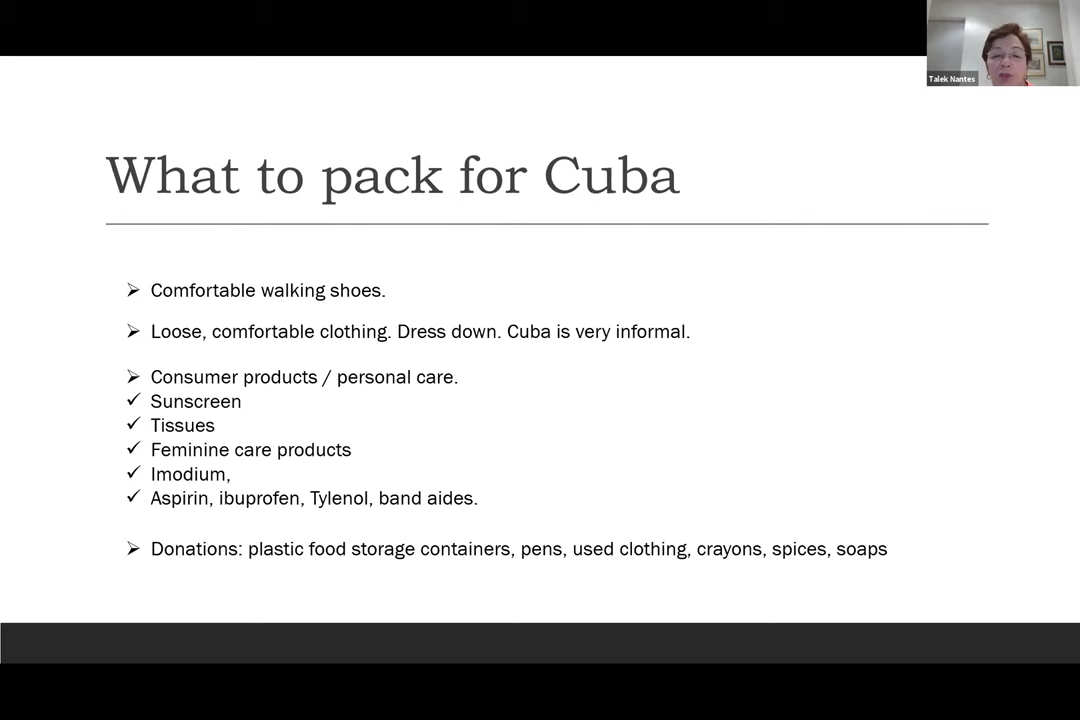 Talek Nantes
What to pack for Cuba
➢ Comfortable walking shoes.
➢ Loose, comfortable clothing. Dress down. Cuba is very informal.
➢ Consumer products / personal care.
✓ Sunscreen
✓ Tissues
✓ Feminine care products
✓ Imodium,
✓ Aspirin, ibuprofen, Tylenol, band aides.
➢ Donations: plastic food storage containers, pens, used clothing, crayons, spices, soaps